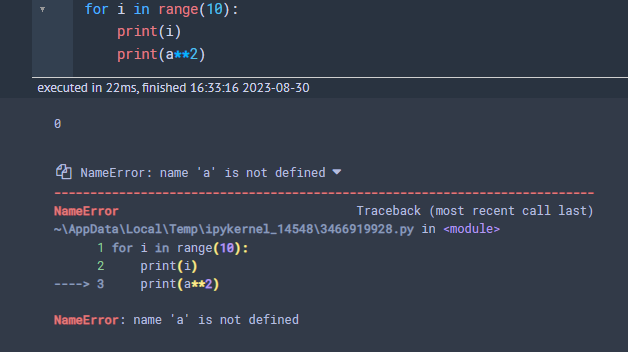 for i in range(10):
    print(i)
    print(a**2)
executed in 22ms, finished 16:33:16 2023-08-30
0
NameError: name 'a' is not defined
---------------------------------------------------------------------------
NameError                                 Traceback (most recent call last)
~\AppData\Local\Temp\ipykernel_14548\3466919928.py in <module>
      1 for i in range(10):
      2     print(i)
----> 3     print(a**2)
NameError: name 'a' is not defined